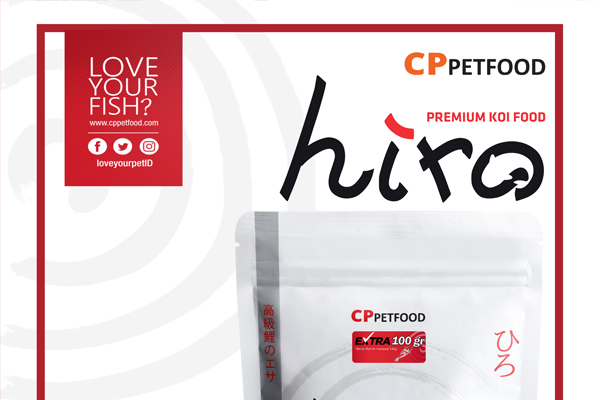 LOVE
YOUR
FISH?
www.cppetfood.com
loveyourpetID
CPPETFOOD
PREMIUM KOI FOOD
hiro
CPPETFOOD
EXTRA 100 gr
高級鯉のエサ
ひろ